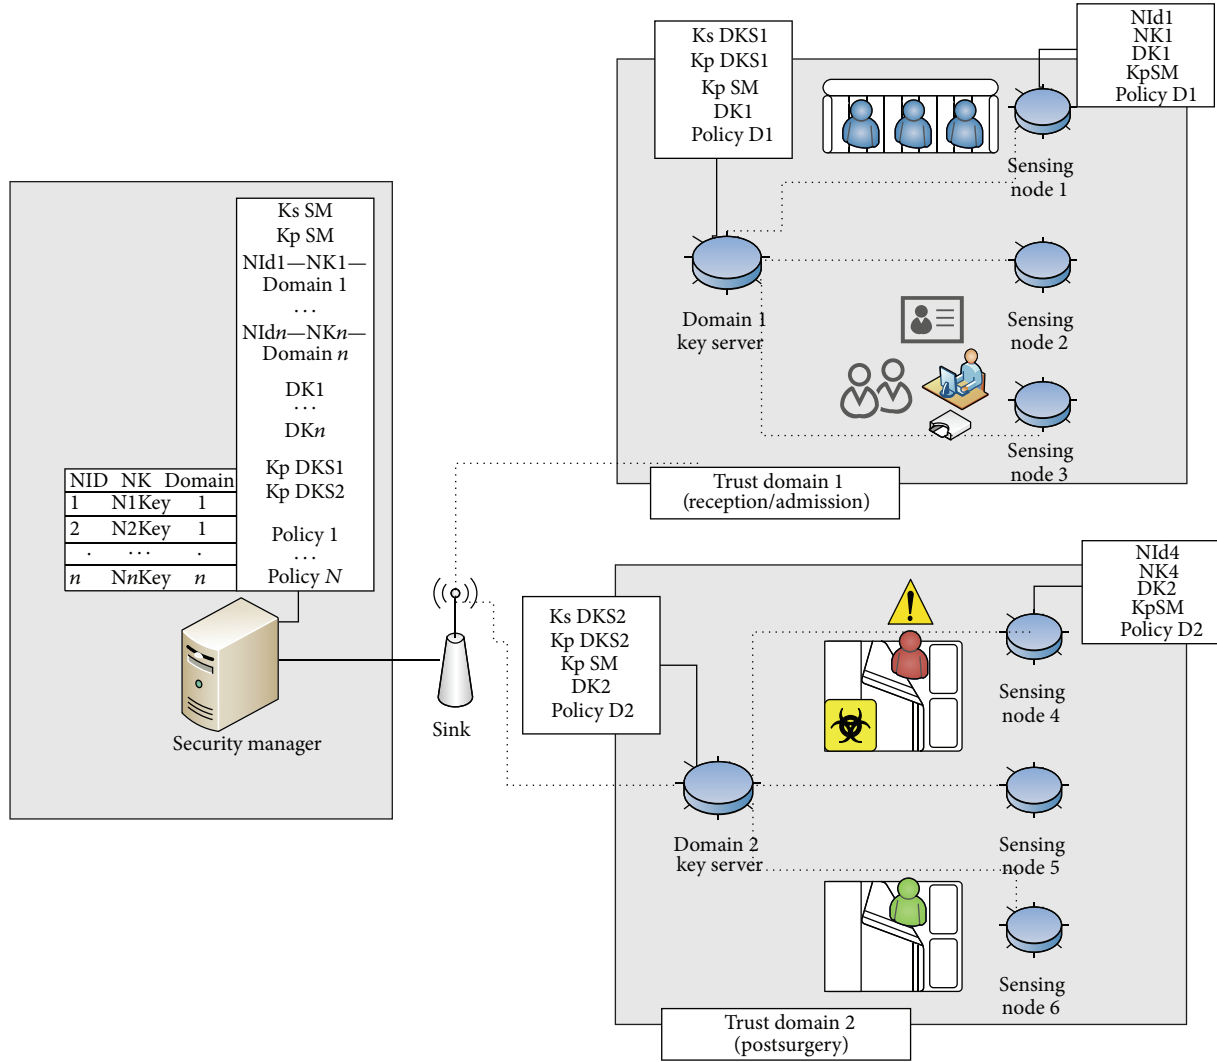 Ks DKS1
Kp DKS1
Kp SM
DK1
Policy D1
NId1
NK1
DK1
KpSM
Policy D1
Sensing
node 1
Domain 1
key server
Sensing
node 2
Sensing
node 3
Trust domain 1
(reception/admission)
Ks SM
Kp SM
NId1—NK1—
Domain 1
...
NIdn—NKn—
Domain n
DK1
...
DKn
Kp DKS1
Kp DKS2
Policy 1
...
Policy N
NID NK Domain
1 N1Key 1
2 N2Key 1
. ... .
n NnKey n
Security manager
Sink
Ks DKS2
Kp DKS2
Kp SM
DK2
Policy D2
NId4
NK4
DK2
KpSM
Policy D2
Sensing
node 4
Domain 2
key server
Sensing
node 5
Sensing
node 6
Trust domain 2
(postsurgery)